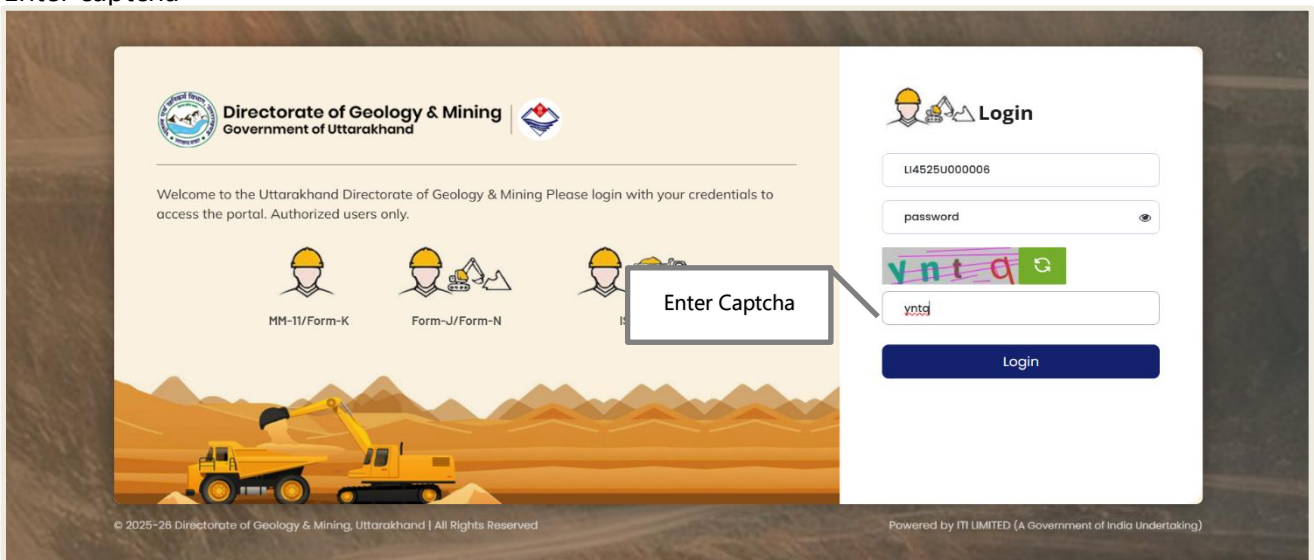 Enter captcha
Directorate of Geology & Mining
Government of Uttarakhand
Welcome to the Uttarakhand Directorate of Geology & Mining Please login with your credentials to
access the portal. Authorized users only.
MM-11/Form-K
Form-J/Form-N
Login
LI4525U000006
password
yntq
Enter Captcha
yntq
Login
© 2025-26 Directorate of Geology & Mining, Uttarakhand | All Rights Reserved
Powered by ITI LIMITED (A Government of India Undertaking)